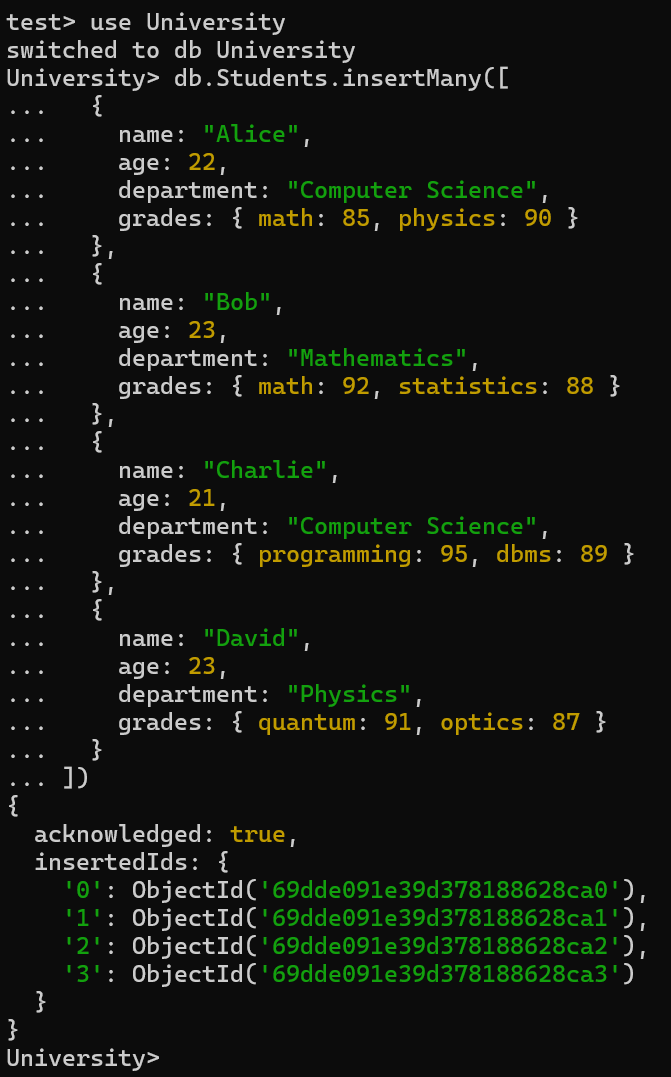 test> use University
switched to db University
University> db.Students.insertMany([
...   {
...     name: "Alice",
...     age: 22,
...     department: "Computer Science",
...     grades: { math: 85, physics: 90 }
...   },
...   {
...     name: "Bob",
...     age: 23,
...     department: "Mathematics",
...     grades: { math: 92, statistics: 88 }
...   },
...   {
...     name: "Charlie",
...     age: 21,
...     department: "Computer Science",
...     grades: { programming: 95, dbms: 89 }
...   },
...   {
...     name: "David",
...     age: 23,
...     department: "Physics",
...     grades: { quantum: 91, optics: 87 }
...   }
... ])
{
  acknowledged: true,
  insertedIds: {
    '0': ObjectId('69dde091e39d378188628ca0'),
    '1': ObjectId('69dde091e39d378188628ca1'),
    '2': ObjectId('69dde091e39d378188628ca2'),
    '3': ObjectId('69dde091e39d378188628ca3')
  }
}
University>